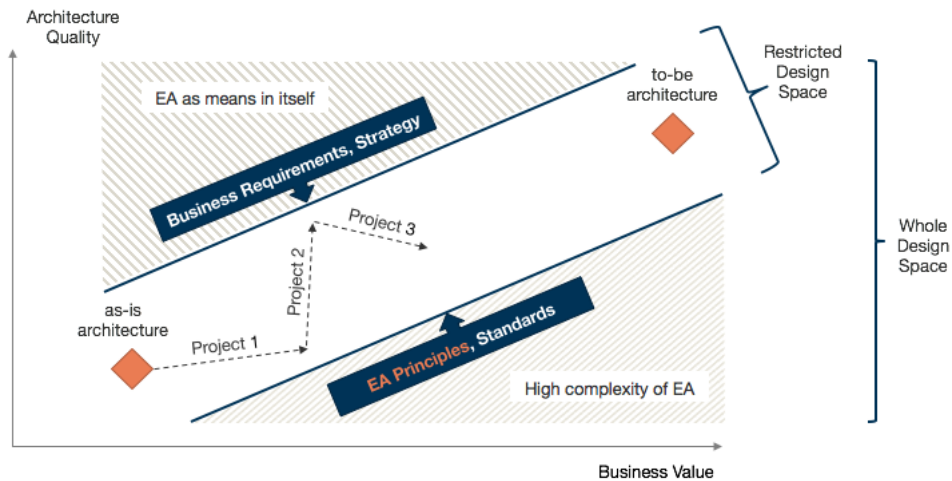 Architecture
Quality
EA as means in itself
Business Requirements, Strategy
to-be
architecture
Restricted
Design
Space
Project 3
Project 2
Whole
Design
Space
as-is
architecture
Project 1
EA Principles, Standards
High complexity of EA
Business Value